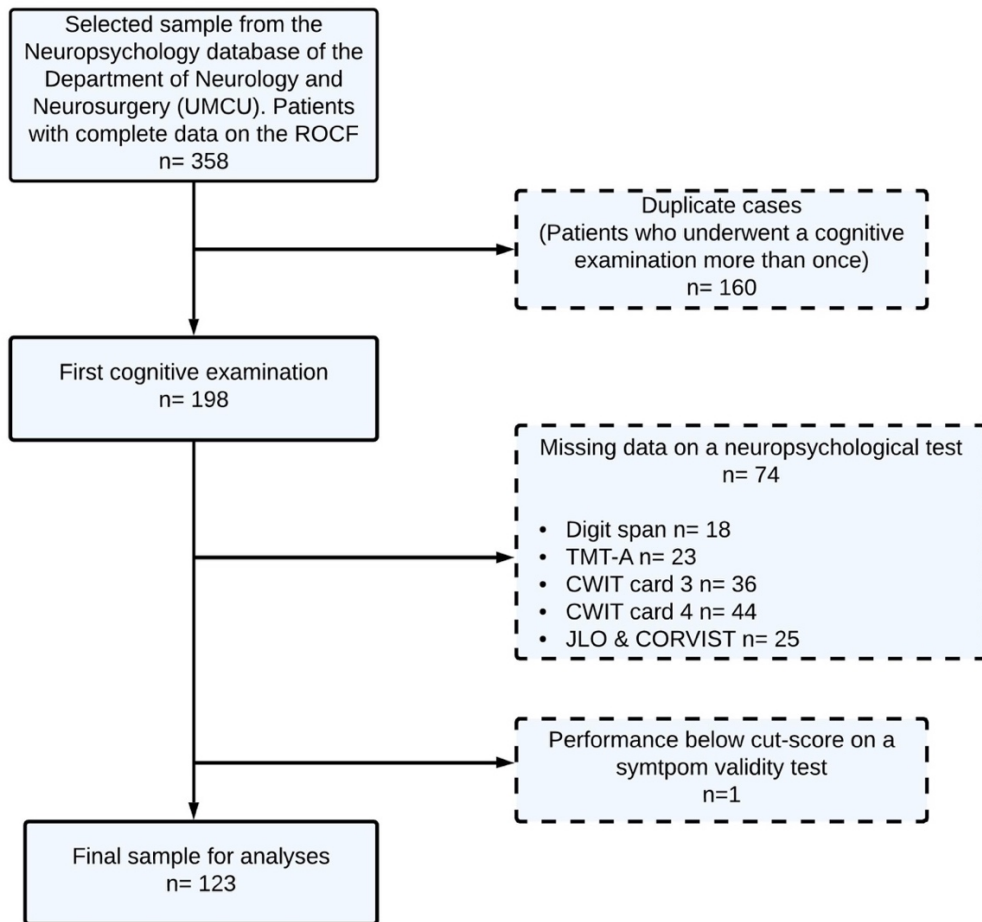 Selected sample from the
Neuropsychology database of the
Department of Neurology and
Neurosurgery (UMCU). Patients
with complete data on the ROCF
n= 358
Duplicate cases
(Patients who underwent a cognitive
examination more than once)
n= 160
First cognitive examination
n= 198
Missing data on a neuropsychological test
n= 74
• Digit span n= 18
• TMT-A n= 23
• CWIT card 3 n= 36
• CWIT card 4 n= 44
• JLO & CORVIST n= 25
Performance below cut-score on a
symtpom validity test
n=1
Final sample for analyses
n= 123